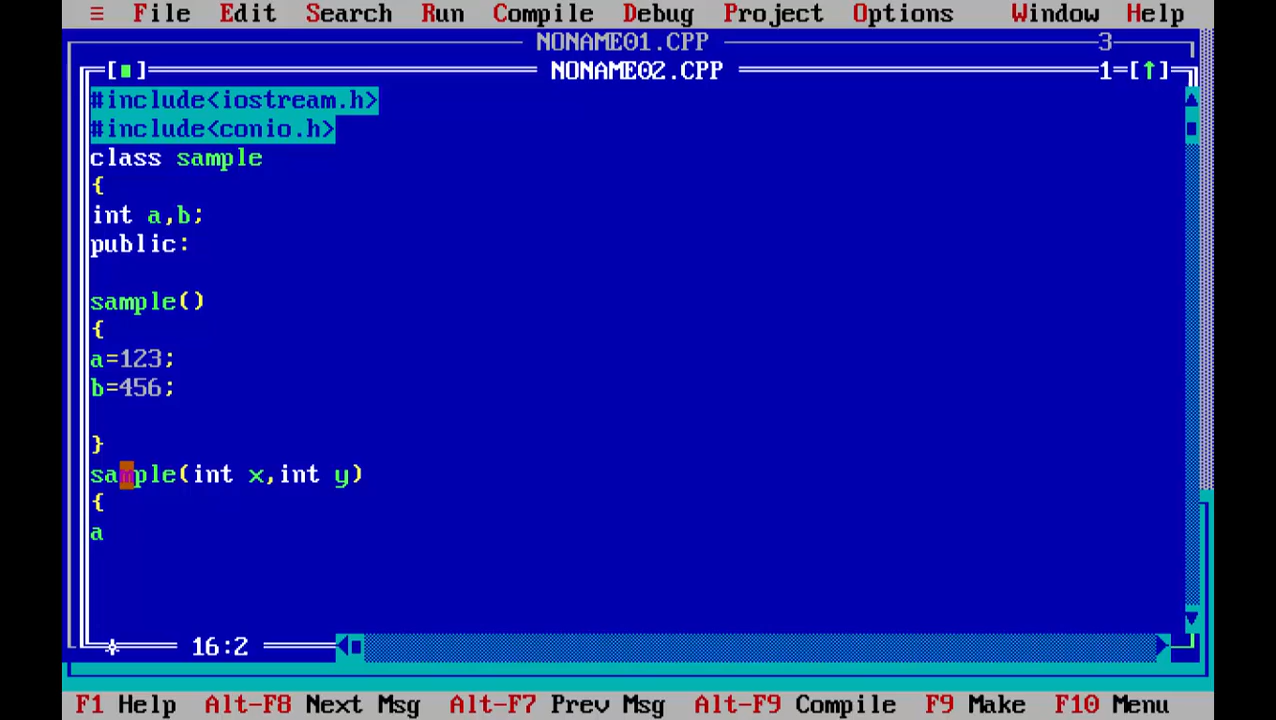 ≡ File Edit Search Run Compile Debug Project Options Window Help
NONAME01.CPP 3
[■] NONAME02.CPP 1=[↑]
#include<iostream.h>
#include<conio.h>
class sample
{
int a,b;
public:
sample()
{
a=123;
b=456;
}
sample(int x,int y)
{
a
16:2
F1 Help Alt-F8 Next Msg Alt-F7 Prev Msg Alt-F9 Compile F9 Make F10 Menu